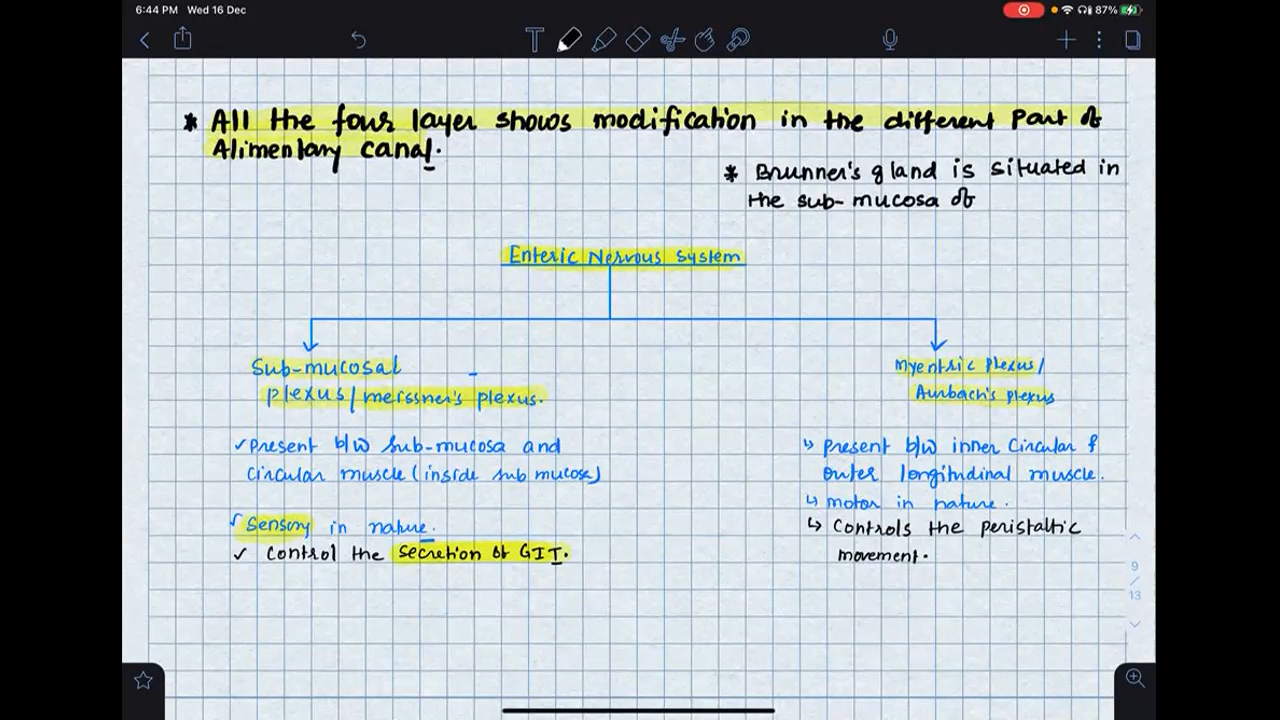 6:44 PM Wed 16 Dec
87%
T
* All the four layer shows modification in the different part of
Alimentary canal.
* Brunner's gland is situated in
the sub-mucosa of
Enteric Nervous System
Sub-mucosal
plexus/meissner's plexus.
✓Present b/w sub-mucosa and
circular muscle (inside sub mucosa)
✓Sensory in nature.
✓ Control the secretion of GIT.
Myentric plexus/
Aurbach's plexus
↳ Present b/w inner circular &
outer longitudinal muscle.
↳ motor in nature.
↳ Controls the peristaltic
movement.
9
/
13